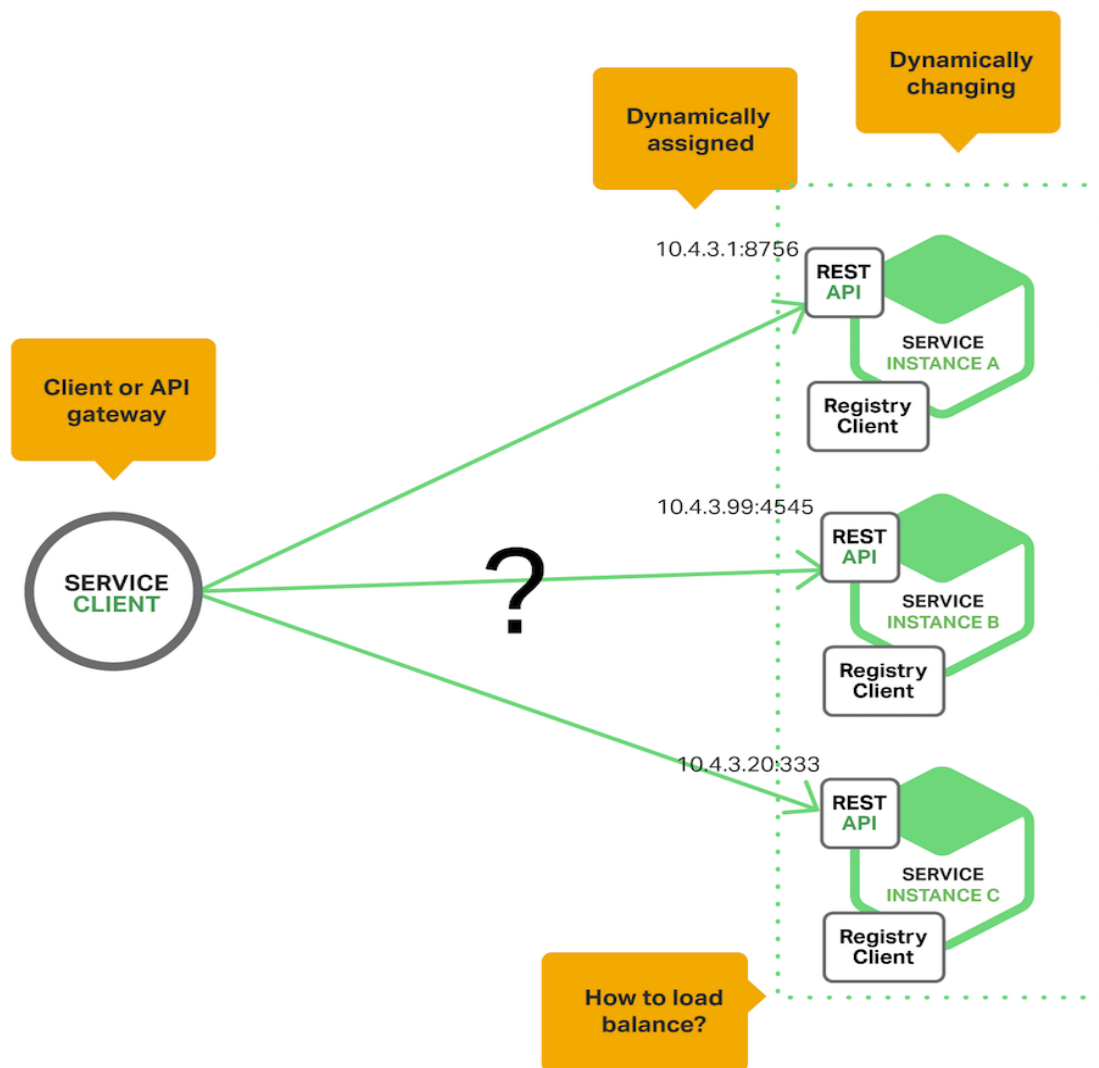 Dynamically
changing
Dynamically
assigned
10.4.3.1:8756
REST
API
SERVICE
INSTANCE A
Registry
Client
Client or API
gateway
10.4.3.99:4545
REST
API
SERVICE
INSTANCE B
Registry
Client
SERVICE
CLIENT
?
10.4.3.20:333
REST
API
SERVICE
INSTANCE C
Registry
Client
How to load
balance?